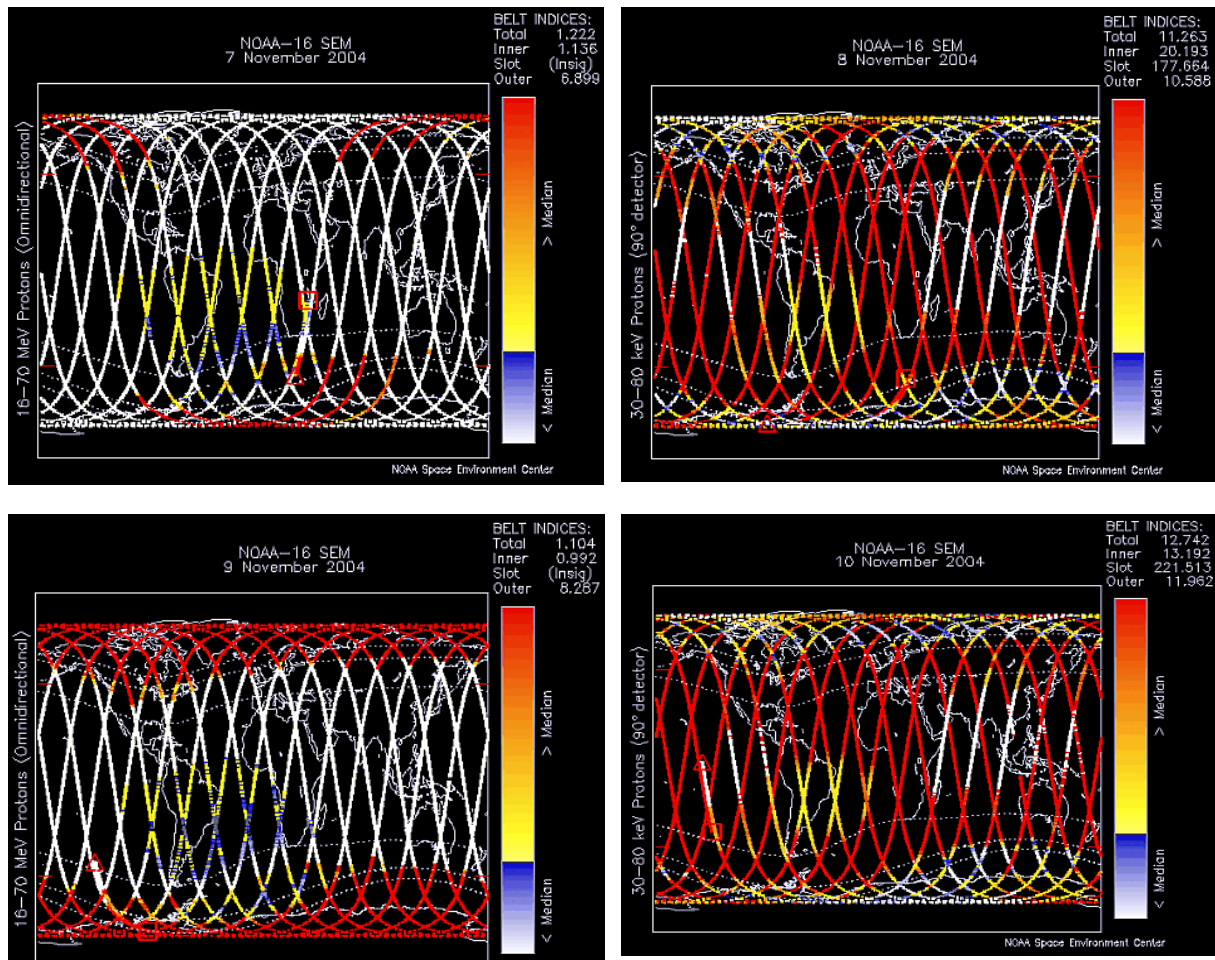 NOAA-16 SEM
7 November 2004
BELT INDICES:
Total 1.222
Inner 1.136
Slot (Insig)
Outer 6.899
16-70 MeV Protons (Omnidirectional)
> Median
< Median
NOAA Space Environment Center
NOAA-16 SEM
8 November 2004
BELT INDICES:
Total 11.263
Inner 20.193
Slot 177.664
Outer 10.588
30-80 keV Protons (90° detector)
> Median
< Median
NOAA Space Environment Center
NOAA-16 SEM
9 November 2004
BELT INDICES:
Total 1.104
Inner 0.992
Slot (Insig)
Outer 8.287
16-70 MeV Protons (Omnidirectional)
> Median
< Median
NOAA-16 SEM
10 November 2004
BELT INDICES:
Total 12.742
Inner 13.192
Slot 221.513
Outer 11.962
30-80 keV Protons (90° detector)
> Median
< Median
NOAA Space Environment Center